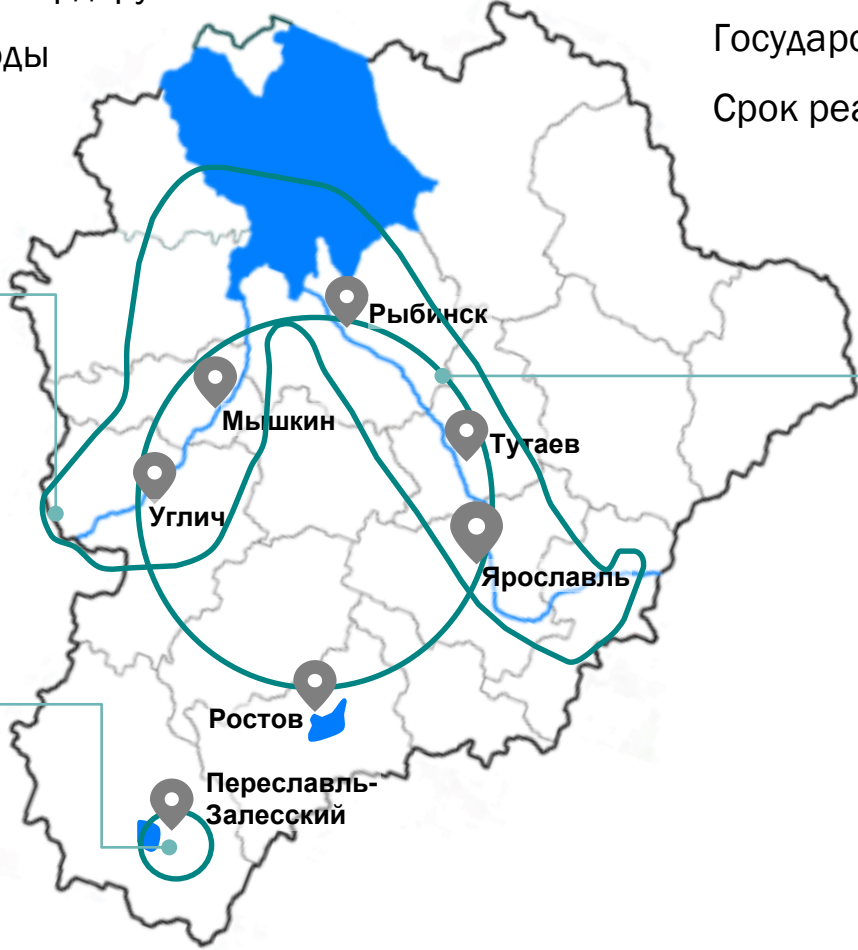 оды
Государс
Срок реа
Рыбинск
Мышкин
Тутаев
Углич
Ярославль
Ростов
Переславль-
Залесский